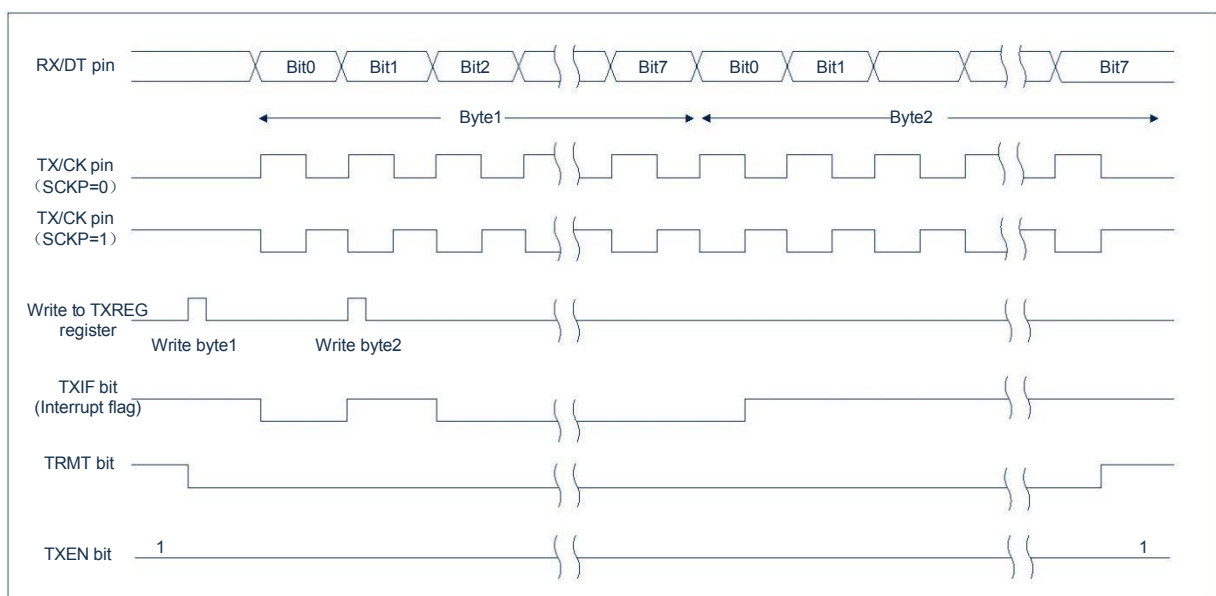 RX/DT pin
Bit0 Bit1 Bit2 Bit7 Bit0 Bit1 Bit7
Byte1 Byte2
TX/CK pin
（SCKP=0）
TX/CK pin
（SCKP=1）
Write to TXREG
register
Write byte1 Write byte2
TXIF bit
(Interrupt flag)
TRMT bit
TXEN bit 1 1